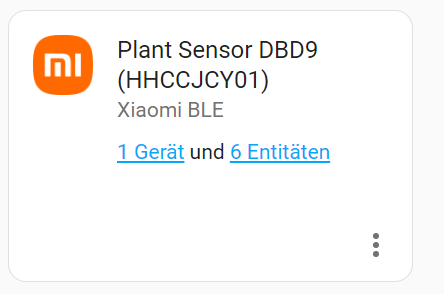 mi
Plant Sensor DBD9
(HHCCJCY01)
Xiaomi BLE
1 Gerät und 6 Entitäten